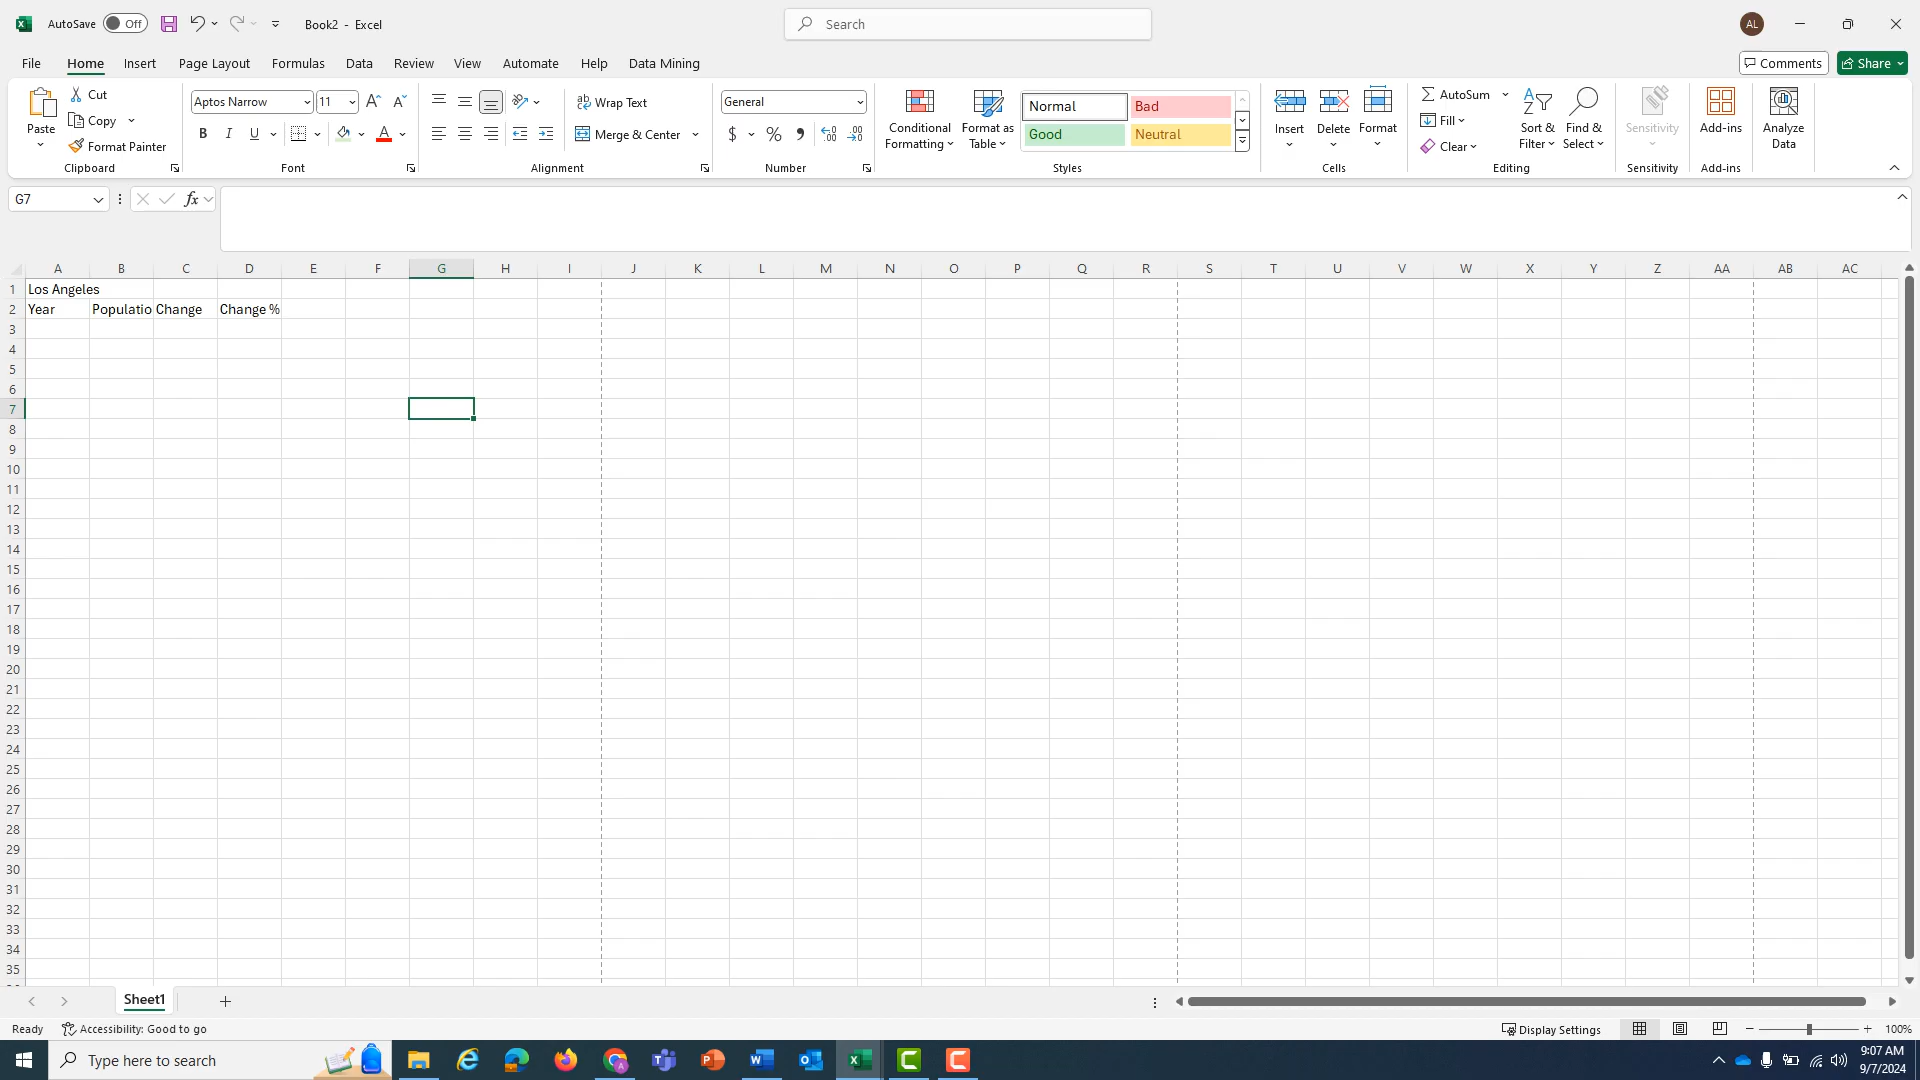 AutoSave Off Book2 - Excel Search AL
File Home Insert Page Layout Formulas Data Review View Automate Help Data Mining Comments Share
Paste Cut Copy Format Painter Clipboard
Aptos Narrow 11 B I U A Font
Wrap Text Merge & Center Alignment
General $ % , Number
Conditional Formatting Format as Table Normal Bad Good Neutral Styles
Insert Delete Format Cells
AutoSum Fill Clear Sort & Filter Find & Select Editing
Sensitivity Sensitivity
Add-ins Add-ins
Analyze Data
G7 fx
A B C D E F G H I J K L M N O P Q R S T U V W X Y Z AA AB AC
1 Los Angeles
2 Year Populatio Change Change %
3
4
5
6
7
8
9
10
11
12
13
14
15
16
17
18
19
20
21
22
23
24
25
26
27
28
29
30
31
32
33
34
35
Sheet1
Ready Accessibility: Good to go Display Settings 100%
Type here to search 9:07 AM
9/7/2024